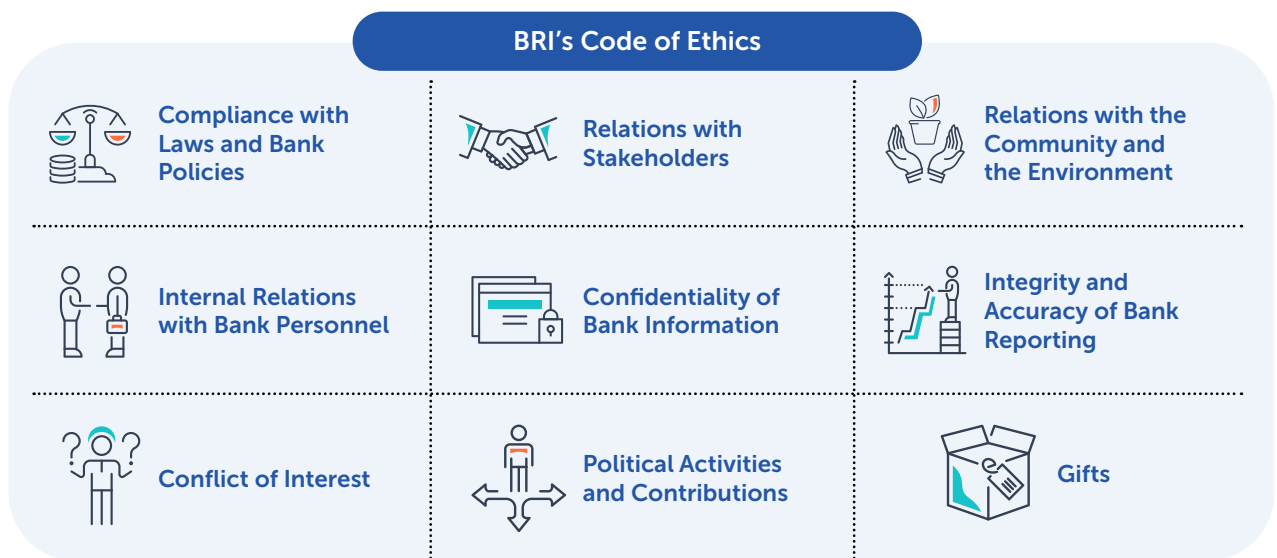 BRI's Code of Ethics
Compliance with
Laws and Bank
Policies
Relations with
Stakeholders
Relations with the
Community and
the Environment
Internal Relations
with Bank Personnel
Confidentiality of
Bank Information
Integrity and
Accuracy of Bank
Reporting
Conflict of Interest
Political Activities
and Contributions
Gifts